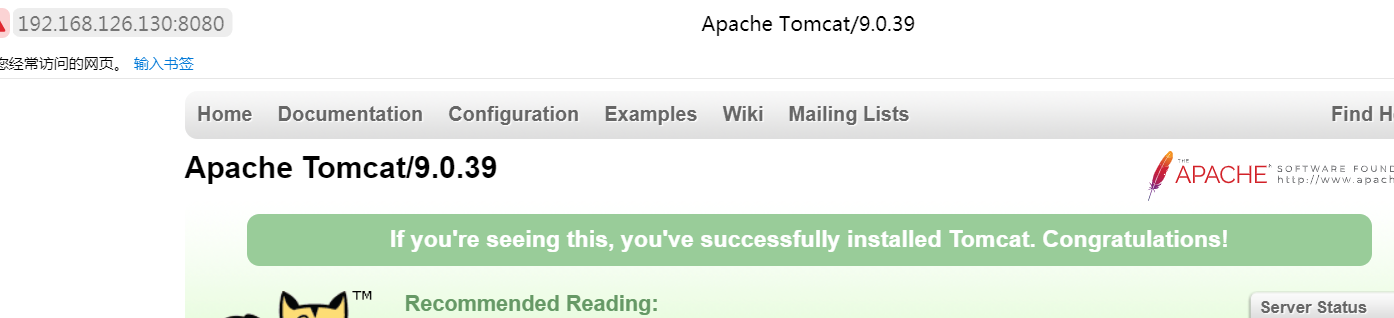 192.168.126.130:8080
Apache Tomcat/9.0.39
您经常访问的网页。 输入书签
Home Documentation Configuration Examples Wiki Mailing Lists Find H
Apache Tomcat/9.0.39
THE APACHE SOFTWARE FOUND
http://www.apach
If you're seeing this, you've successfully installed Tomcat. Congratulations!
TM
Recommended Reading:
Server Status